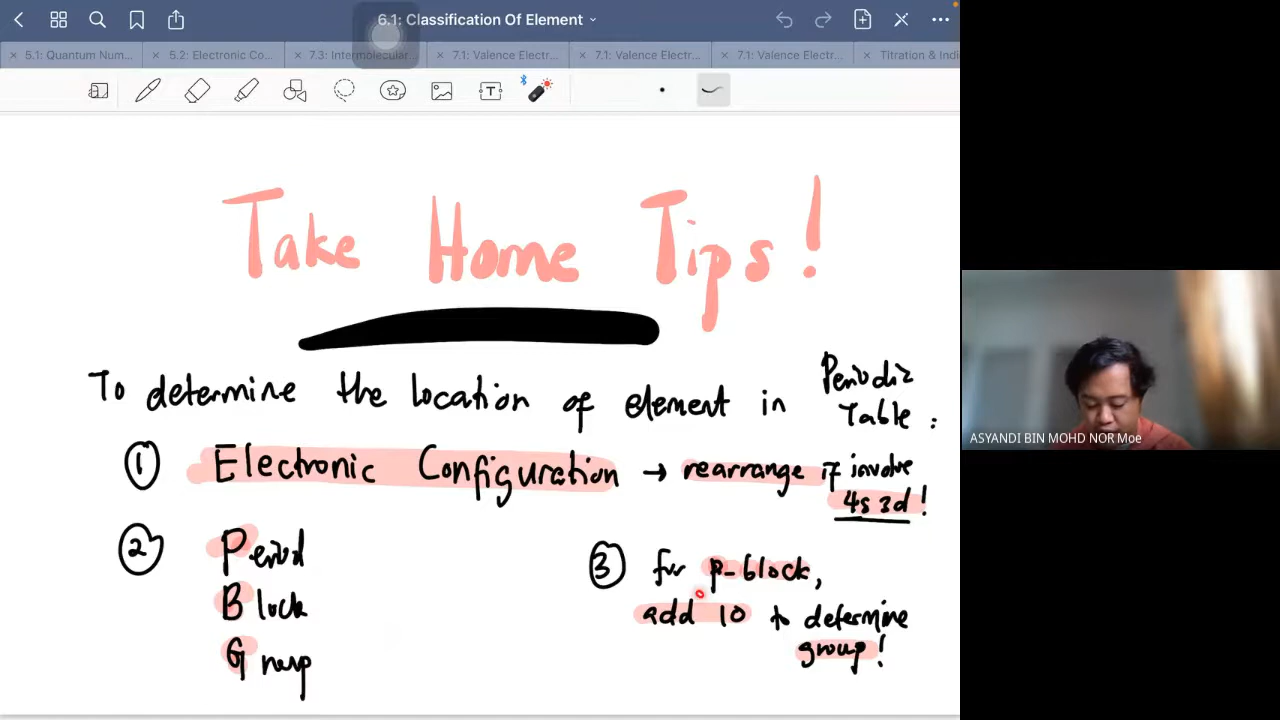 6.1: Classification Of Element
5.1: Quantum Num...
5.2: Electronic Co...
7.3: Intermolecular
7.1: Valence Electr...
7.1: Valence Electr...
7.1: Valence Electr...
Titration & Indi
T
Take Home Tips!
To determine the location of element in Periodic
Table :
① Electronic Configuration → rearrange if involve
4s 3d!
② Period
Block
Group
③ for p-block,
add 10 to determine
group!
ASYANDI BIN MOHD NOR Moe